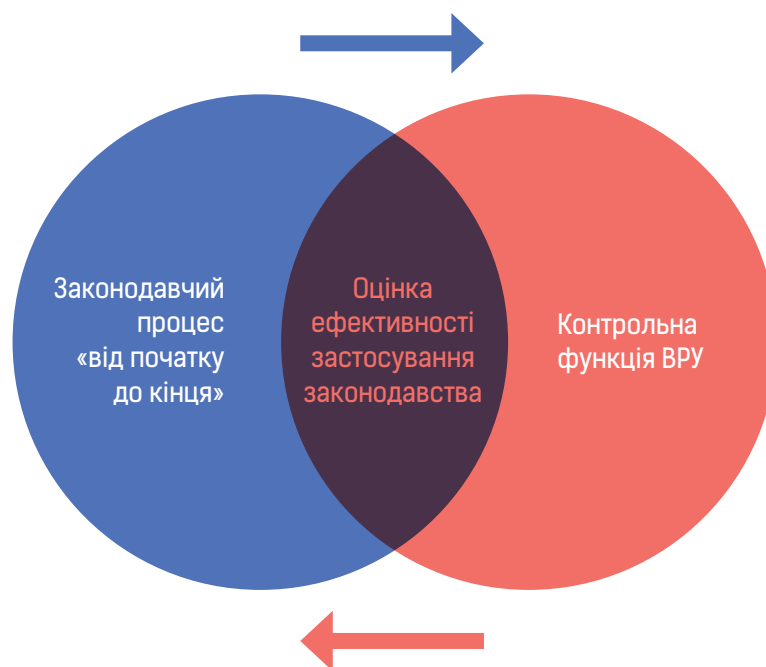 Законодавчий
процес
«від початку
до кінця»
Оцінка
ефективності
застосування
законодавства
Контрольна
функція ВРУ